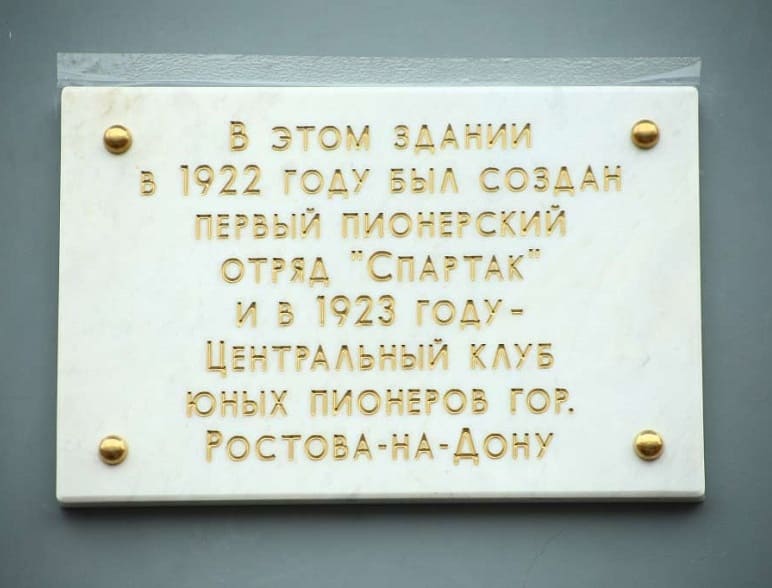 В ЭТОМ ЗДАНИИ
В 1922 ГОДУ БЫЛ СОЗДАН
ПЕРВЫЙ ПИОНЕРСКИЙ
ОТРЯД "СПАРТАК"
И В 1923 ГОДУ-
ЦЕНТРАЛЬНЫЙ КЛУБ
ЮНЫХ ПИОНЕРОВ ГОР.
РОСТОВА-НА-ДОНУ